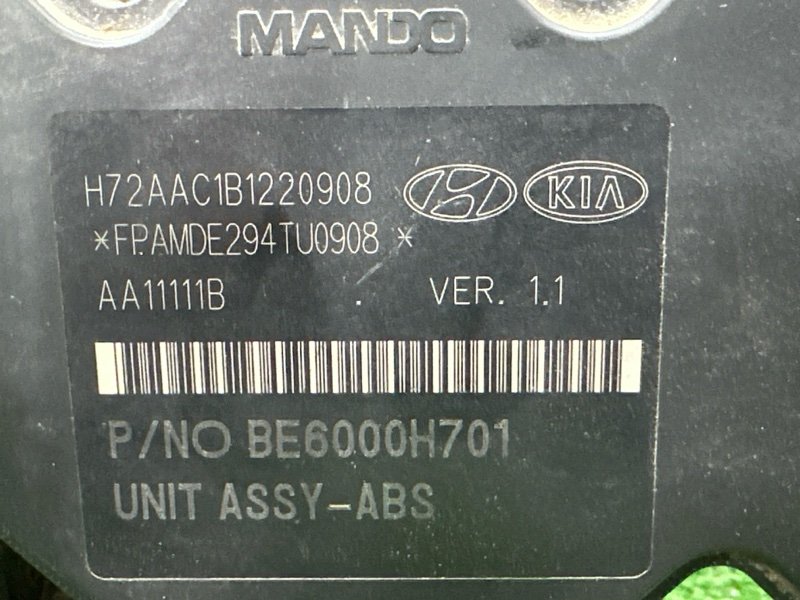 MANDO
H72AAC1B1220908 KIA
*FP.AMDE294TU0908 *
AA11111B . VER. 1.1
P/NO BE6000H701
UNIT ASSY-ABS